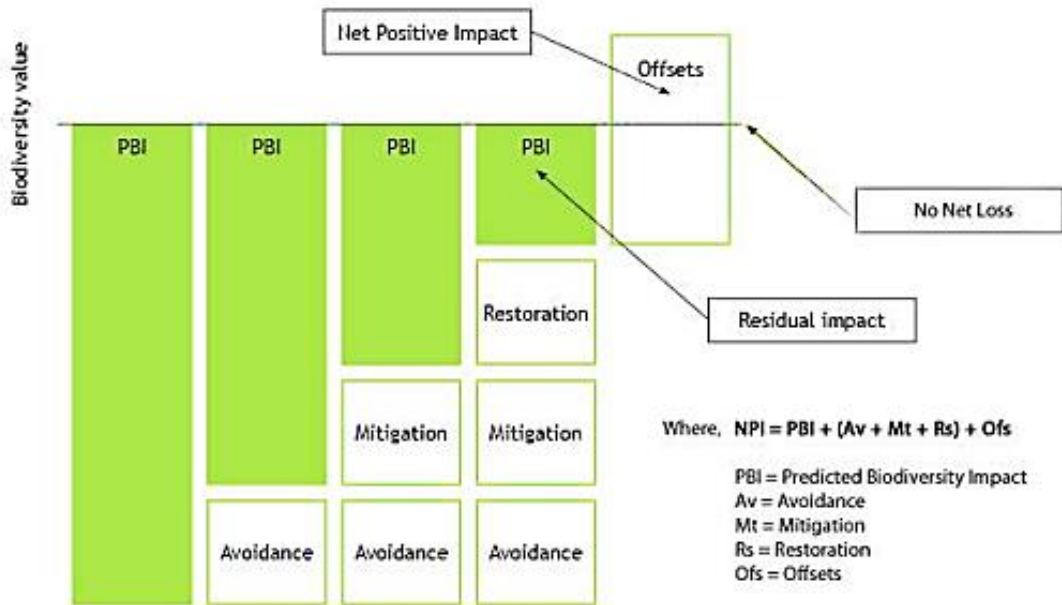 Net Positive Impact
Offsets
Biodiversity value
PBI
PBI
PBI
PBI
No Net Loss
Restoration
Residual impact
Mitigation
Mitigation
Where, NPI = PBI + (Av + Mt + Rs) + Ofs
PBI = Predicted Biodiversity Impact
Av = Avoidance
Mt = Mitigation
Rs = Restoration
Ofs = Offsets
Avoidance
Avoidance
Avoidance